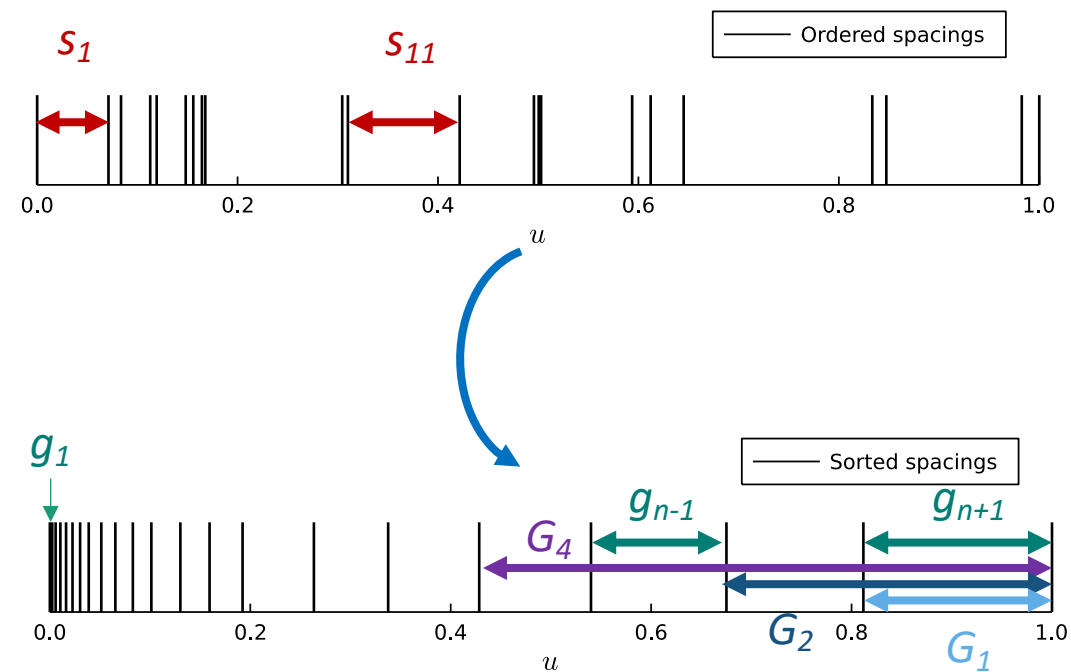 s1 s11 Ordered spacings
0.0 0.2 0.4 0.6 0.8 1.0
u
g1 Sorted spacings
gn-1 gn+1
G4
G2 G1
0.0 0.2 0.4 0.6 0.8 1.0
u